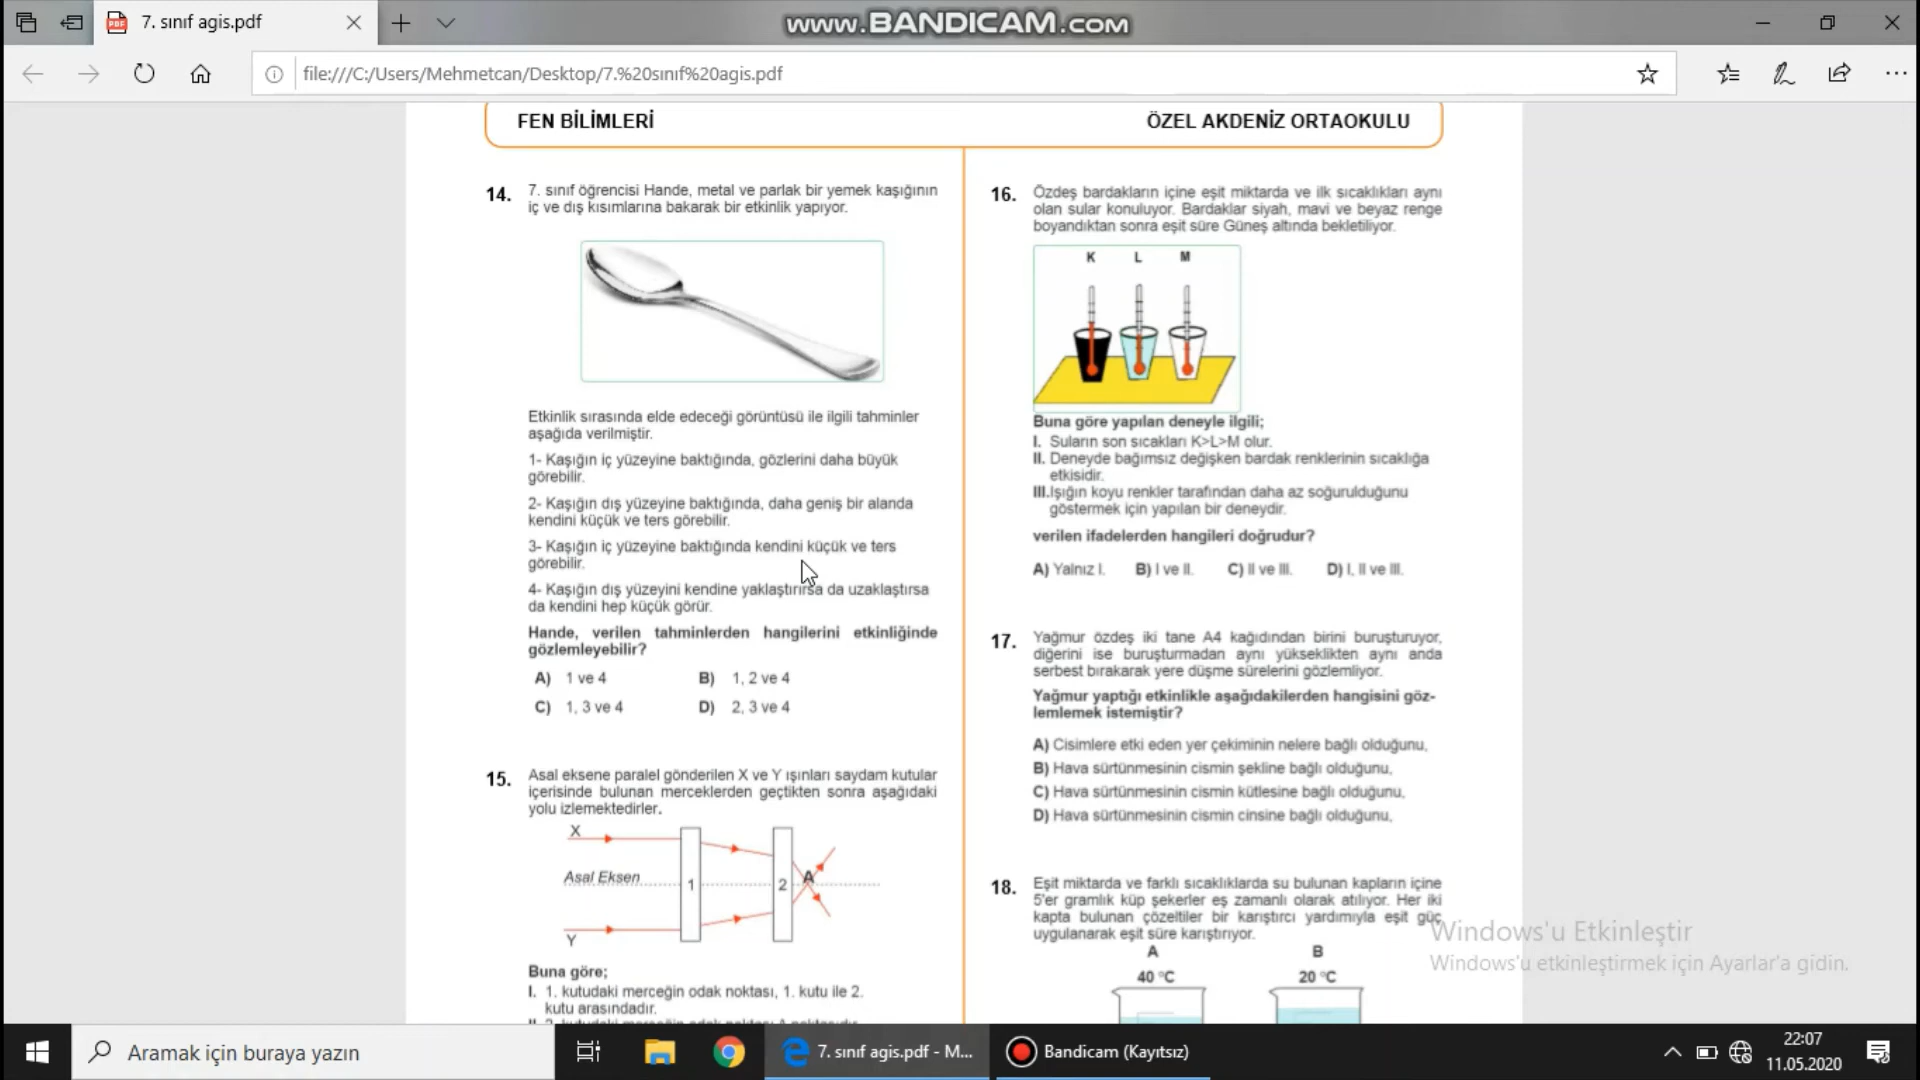 7. sınıf agis.pdf
www.BANDICAM.com
file:///C:/Users/Mehmetcan/Desktop/7.%20sınıf%20agis.pdf
FEN BİLİMLERİ
ÖZEL AKDENİZ ORTAOKULU
14. 7. sınıf öğrencisi Hande, metal ve parlak bir yemek kaşığının
iç ve dış kısımlarına bakarak bir etkinlik yapıyor.
Etkinlik sırasında elde edeceği görüntüsü ile ilgili tahminler
aşağıda verilmiştir.
1- Kaşığın iç yüzeyine baktığında, gözlerini daha büyük
görebilir.
2- Kaşığın dış yüzeyine baktığında, daha geniş bir alanda
kendini küçük ve ters görebilir.
3- Kaşığın iç yüzeyine baktığında kendini küçük ve ters
görebilir.
4- Kaşığın dış yüzeyini kendine yaklaştırırsa da uzaklaştırsa
da kendini hep küçük görür.
Hande, verilen tahminlerden hangilerini etkinliğinde
gözlemleyebilir?
A) 1 ve 4 B) 1, 2 ve 4
C) 1, 3 ve 4 D) 2, 3 ve 4
15. Asal eksene paralel gönderilen X ve Y ışınları saydam kutular
içerisinde bulunan merceklerden geçtikten sonra aşağıdaki
yolu izlemektedirler.
X
Asal Eksen 1 2 A
Y
Buna göre;
I. 1. kutudaki merceğin odak noktası, 1. kutu ile 2.
kutu arasındadır.
16. Özdeş bardakların içine eşit miktarda ve ilk sıcaklıkları aynı
olan sular konuluyor. Bardaklar siyah, mavi ve beyaz renge
boyandıktan sonra eşit süre Güneş altında bekletiliyor.
K L M
Buna göre yapılan deneyle ilgili;
I. Suların son sıcakları K>L>M olur.
II. Deneyde bağımsız değişken bardak renklerinin sıcaklığa
etkisidir.
III.Işığın koyu renkler tarafından daha az soğurulduğunu
göstermek için yapılan bir deneydir.
verilen ifadelerden hangileri doğrudur?
A) Yalnız I. B) I ve II. C) II ve III. D) I, II ve III.
17. Yağmur özdeş iki tane A4 kağıdından birini buruşturuyor,
diğerini ise buruşturmadan aynı yükseklikten aynı anda
serbest bırakarak yere düşme sürelerini gözlemliyor.
Yağmur yaptığı etkinlikle aşağıdakilerden hangisini göz-
lemlemek istemiştir?
A) Cisimlere etki eden yer çekiminin nelere bağlı olduğunu,
B) Hava sürtünmesinin cismin şekline bağlı olduğunu,
C) Hava sürtünmesinin cismin kütlesine bağlı olduğunu,
D) Hava sürtünmesinin cismin cinsine bağlı olduğunu,
18. Eşit miktarda ve farklı sıcaklıklarda su bulunan kapların içine
5'er gramlık küp şekerler eş zamanlı olarak atılıyor. Her iki
kapta bulunan çözeltiler bir karıştırcı yardımıyla eşit güç
uygulanarak eşit süre karıştırıyor.
A B
40 °C 20 °C
Windows'u Etkinleştir
Windows'u etkinleştirmek için Ayarlar'a gidin.
Aramak için buraya yazın
7. sınıf agis.pdf - M...
Bandicam (Kayıtsız)
22:07
11.05.2020